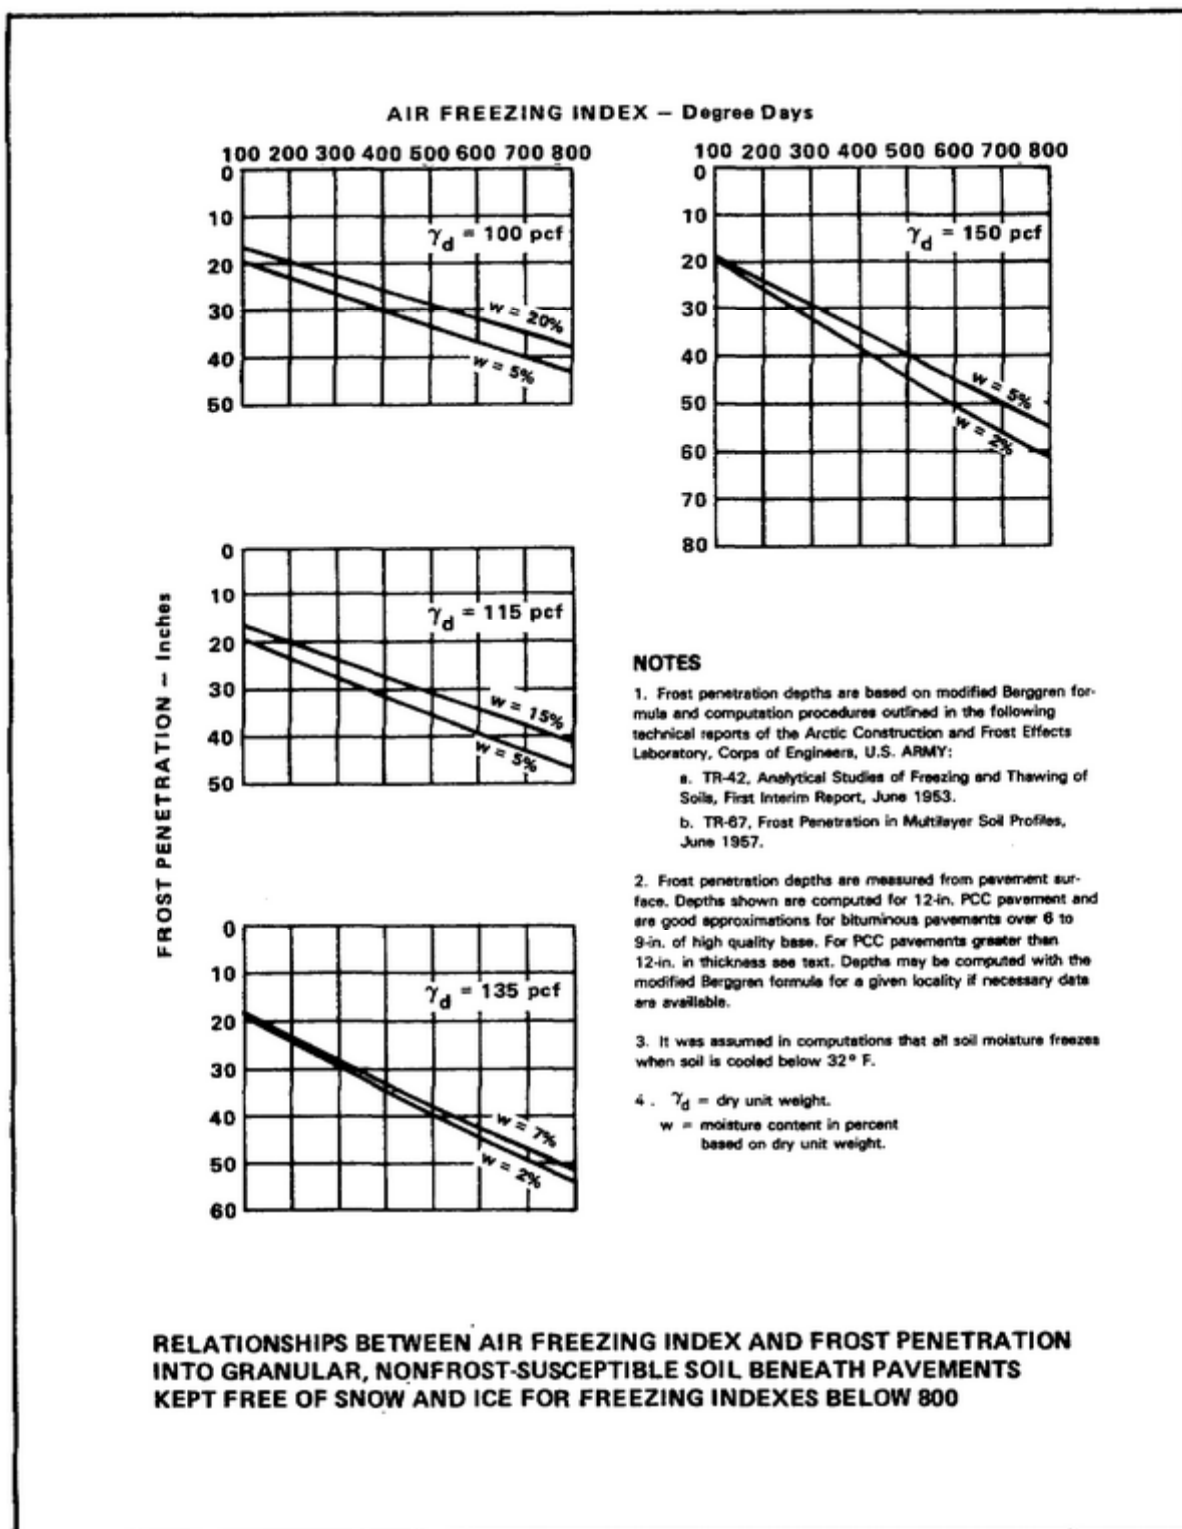 AIR FREEZING INDEX — Degree Days
100 200 300 400 500 600 700 800
0
10
20
30
40
50
γd = 100 pcf
w = 20%
w = 5%
100 200 300 400 500 600 700 800
0
10
20
30
40
50
60
70
80
γd = 150 pcf
w = 5%
w = 2%
FROST PENETRATION — Inches
0
10
20
30
40
50
γd = 115 pcf
w = 15%
w = 5%
0
10
20
30
40
50
60
γd = 135 pcf
w = 7%
w = 2%
NOTES
1. Frost penetration depths are based on modified Berggren for-
mula and computation procedures outlined in the following
technical reports of the Arctic Construction and Frost Effects
Laboratory, Corps of Engineers, U.S. ARMY:
a. TR-42, Analytical Studies of Freezing and Thawing of
Soils, First Interim Report, June 1953.
b. TR-67, Frost Penetration in Multilayer Soil Profiles,
June 1957.
2. Frost penetration depths are measured from pavement sur-
face. Depths shown are computed for 12-in. PCC pavement and
are good approximations for bituminous pavements over 6 to
9-in. of high quality base. For PCC pavements greater than
12-in. in thickness see text. Depths may be computed with the
modified Berggren formula for a given locality if necessary data
are available.
3. It was assumed in computations that all soil moisture freezes
when soil is cooled below 32° F.
4. γd = dry unit weight.
w = moisture content in percent
based on dry unit weight.
RELATIONSHIPS BETWEEN AIR FREEZING INDEX AND FROST PENETRATION
INTO GRANULAR, NONFROST-SUSCEPTIBLE SOIL BENEATH PAVEMENTS
KEPT FREE OF SNOW AND ICE FOR FREEZING INDEXES BELOW 800